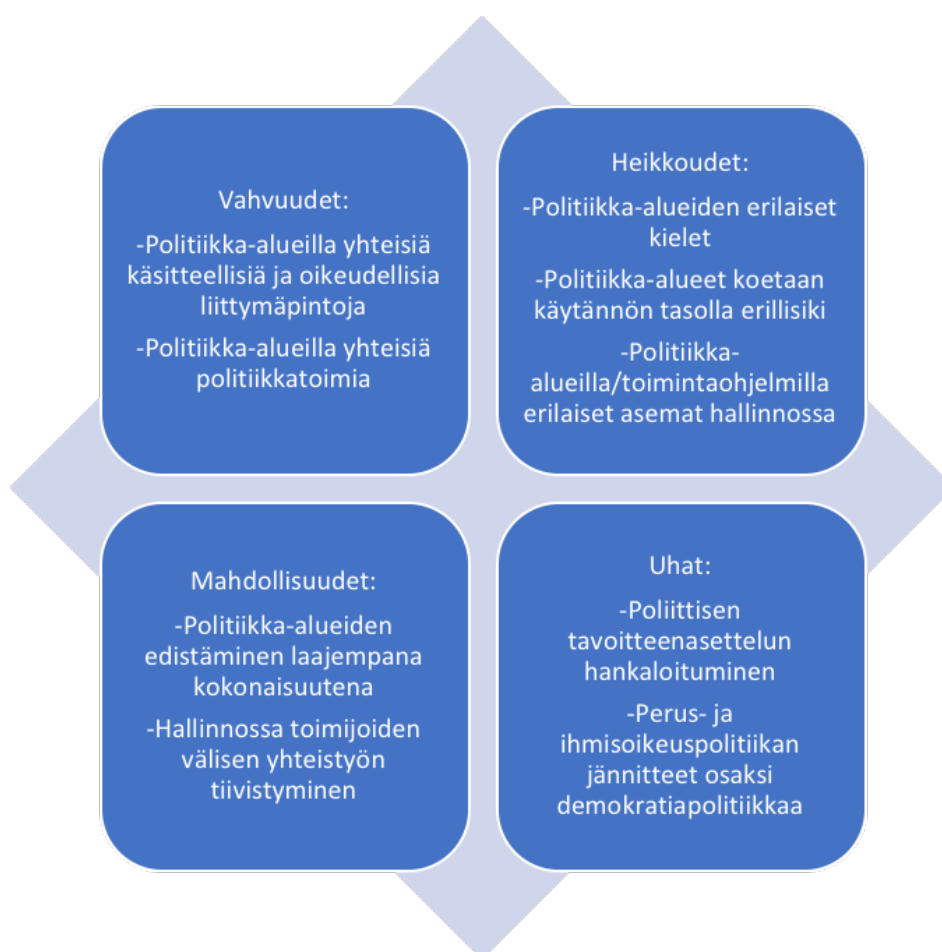 Vahvuudet:
-Politiikka-alueilla yhteisiä
käsitteellisiä ja oikeudellisia
liittymäpintoja
-Politiikka-alueilla yhteisiä
politiikkatoimia
Heikkoudet:
-Politiikka-alueiden erilaiset
kielet
-Politiikka-alueet koetaan
käytännön tasolla erillisiki
-Politiikka-
alueilla/toimintaohjelmilla
erilaiset asemat hallinnossa
Mahdollisuudet:
-Politiikka-alueiden
edistäminen laajempana
kokonaisuutena
-Hallinnossa toimijoiden
välisen yhteistyön
tiivistyminen
Uhat:
-Poliittisen
tavoitteenasettelun
hankaloituminen
-Perus- ja
ihmisoikeuspolitiikan
jännitteet osaksi
demokratiapolitiikkaa